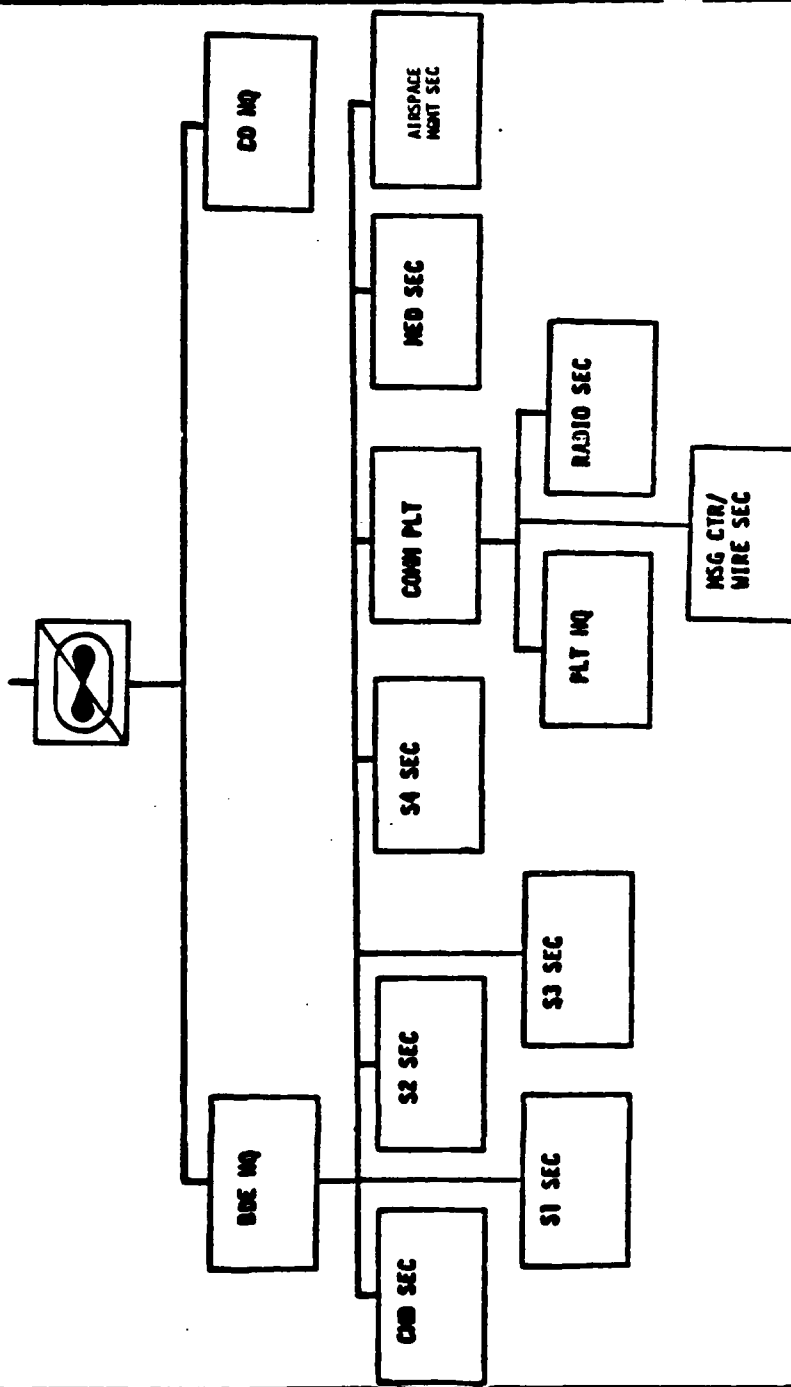 BDE HQ
CO HQ
CMD SEC
S1 SEC
S2 SEC
S3 SEC
S4 SEC
COMM PLT
MED SEC
AIRSPACE
MGMT SEC
PLT HQ
MSG CTR/
WIRE SEC
RADIO SEC